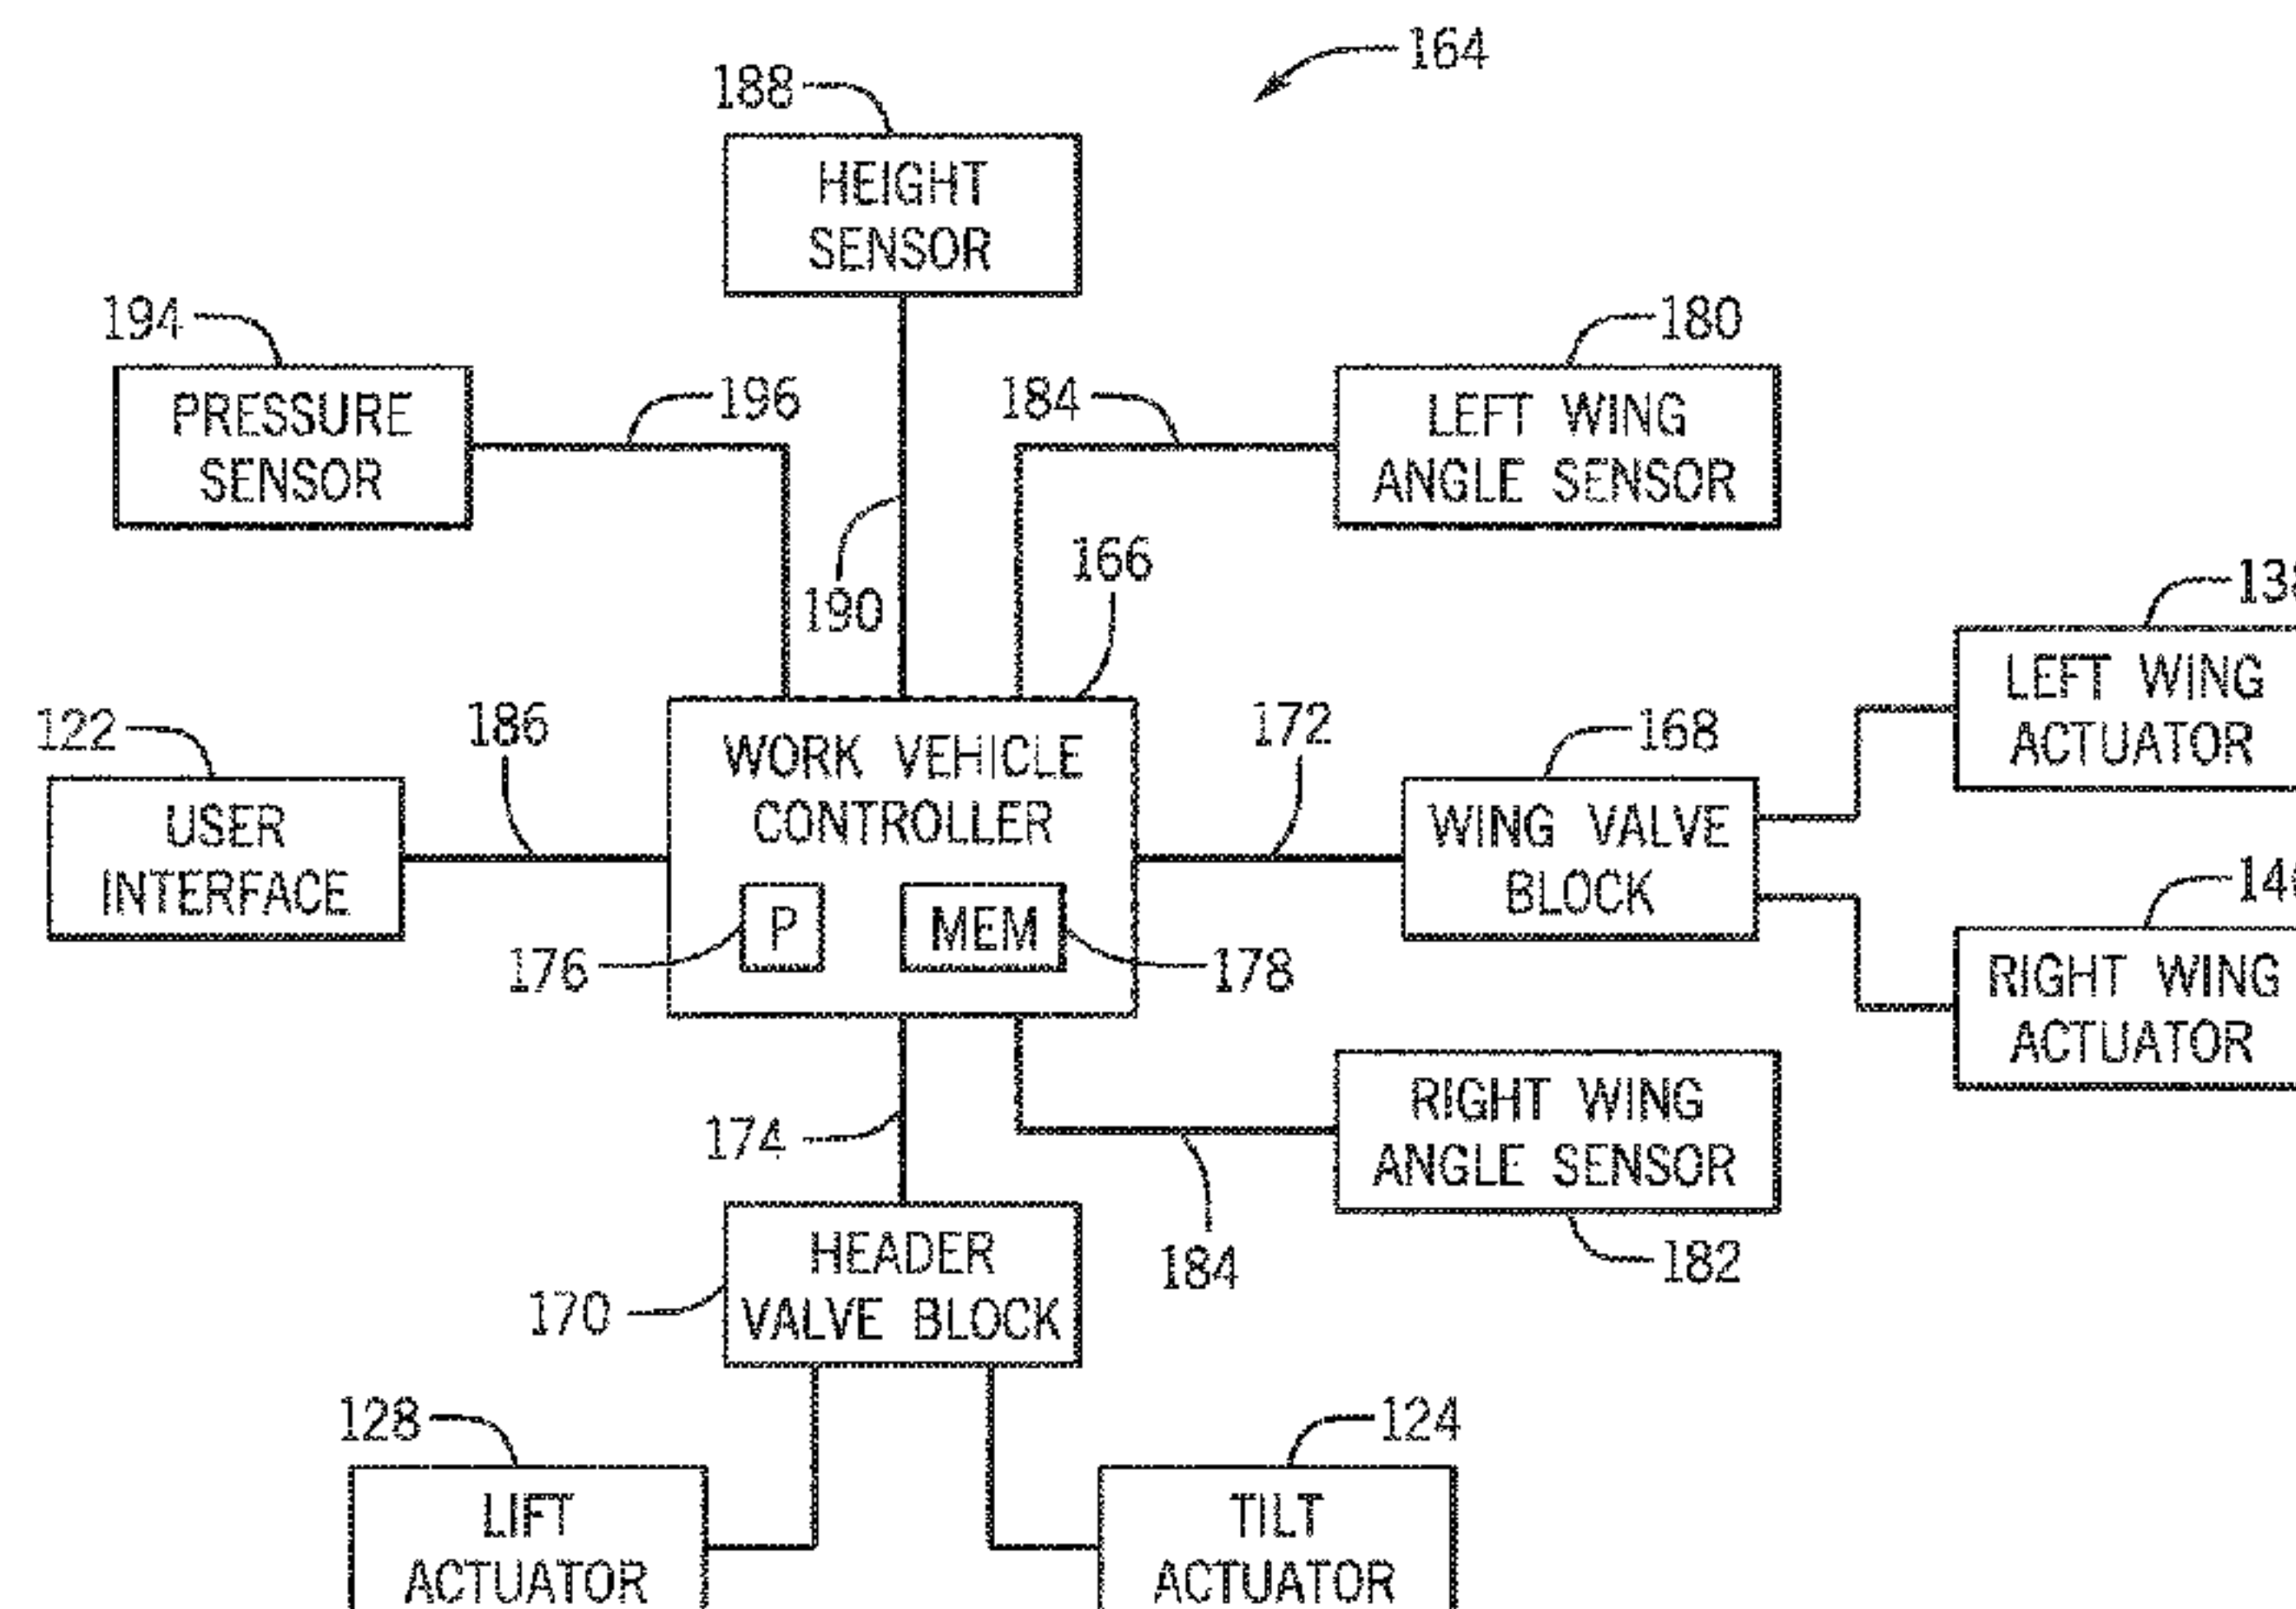 164
188
HEIGHT
SENSOR
194
180
PRESSURE
SENSOR
196
184
LEFT WING
ANGLE SENSOR
190
166
LEFT WING
ACTUATOR
122
186
172
168
USER
INTERFACE
WORK VEHICLE
CONTROLLER
P
MEM
176
178
WING VALVE
BLOCK
RIGHT WING
ACTUATOR
174
RIGHT WING
ANGLE SENSOR
184
182
170
HEADER
VALVE BLOCK
128
124
LIFT
ACTUATOR
TILT
ACTUATOR